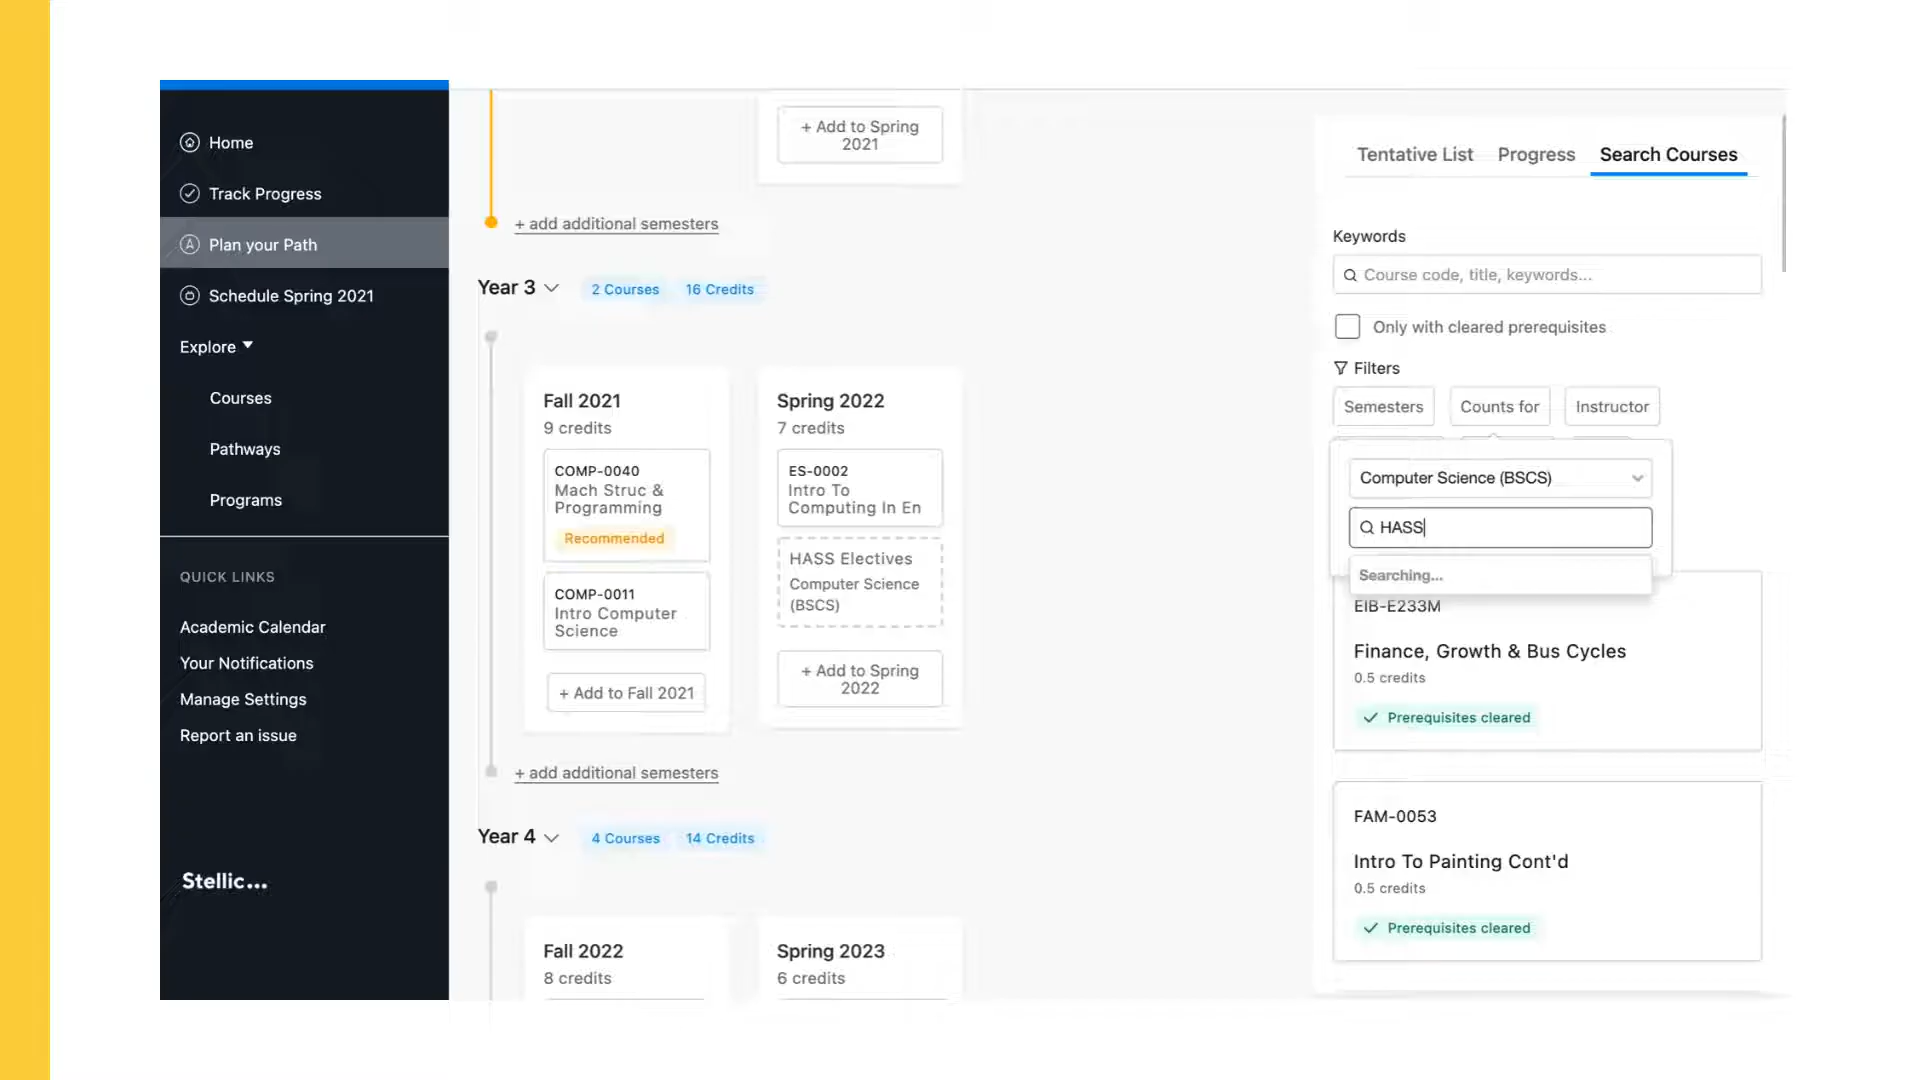 Home
Track Progress
Plan your Path
Schedule Spring 2021
Explore
Courses
Pathways
Programs
QUICK LINKS
Academic Calendar
Your Notifications
Manage Settings
Report an issue
Stellic...
+ Add to Spring
2021
+ add additional semesters
Year 3
2 Courses
16 Credits
Fall 2021
9 credits
COMP-0040
Mach Struc &
Programming
Recommended
COMP-0011
Intro Computer
Science
+ Add to Fall 2021
Spring 2022
7 credits
ES-0002
Intro To
Computing In En
HASS Electives
Computer Science
(BSCS)
+ Add to Spring
2022
+ add additional semesters
Year 4
4 Courses
14 Credits
Fall 2022
8 credits
Spring 2023
6 credits
Tentative List
Progress
Search Courses
Keywords
Course code, title, keywords...
Only with cleared prerequisites
Filters
Semesters
Counts for
Instructor
Computer Science (BSCS)
HASS
Searching...
EIB-E233M
Finance, Growth & Bus Cycles
0.5 credits
Prerequisites cleared
FAM-0053
Intro To Painting Cont'd
0.5 credits
Prerequisites cleared